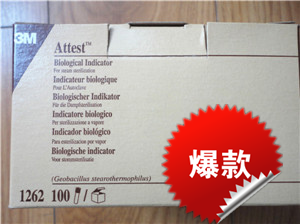 3M
Attest™
Biological Indicator
For steam sterilization
Indicateur biologique
Pour L'Autoclave
Biologischer Indikator
Für die Dampfsterilisation
Indicatore biologico
Per sterilizzazione a vapore
Indicador biológico
Para esterilización por vapor
Biologische indicator
Voor stoomsterilisatie
(Geobacillus stearothermophilus)
1262 100
爆款